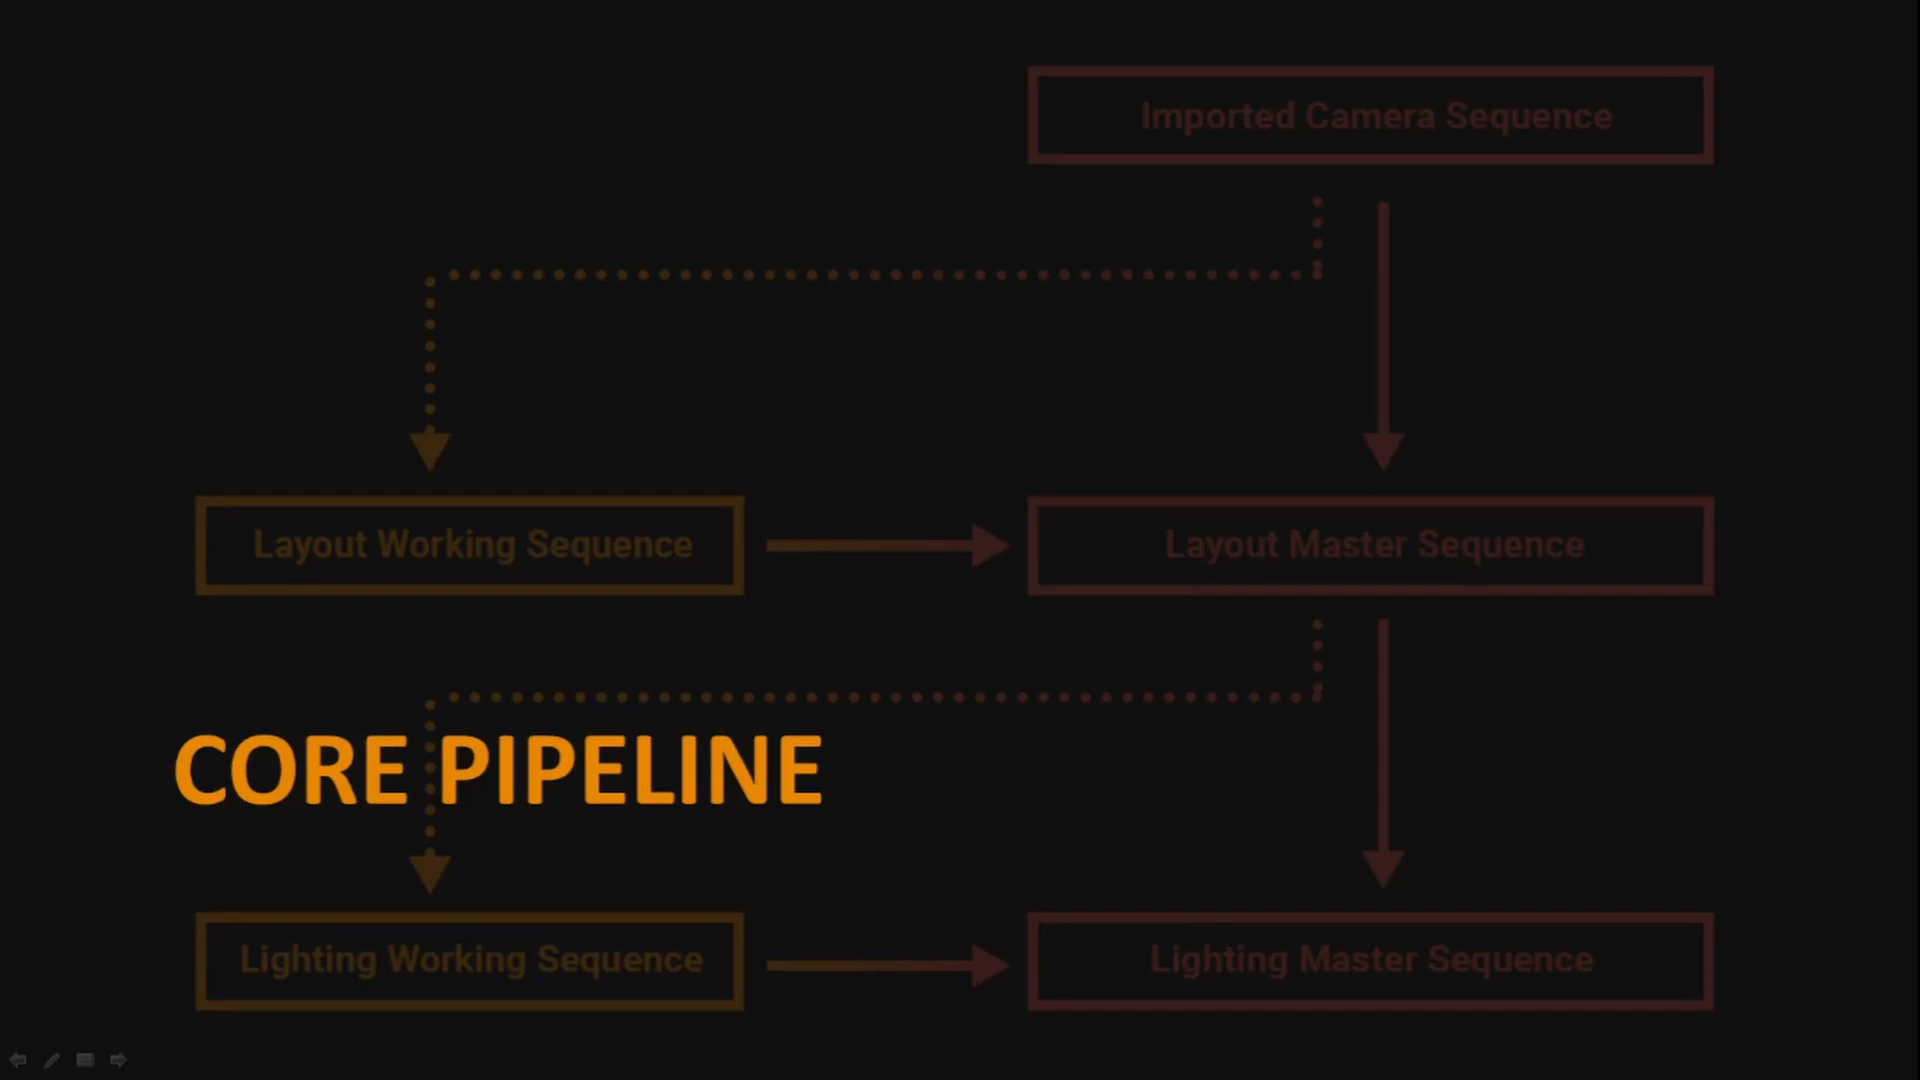 Imported Camera Sequence
Layout Working Sequence
Layout Master Sequence
CORE PIPELINE
Lighting Working Sequence
Lighting Master Sequence